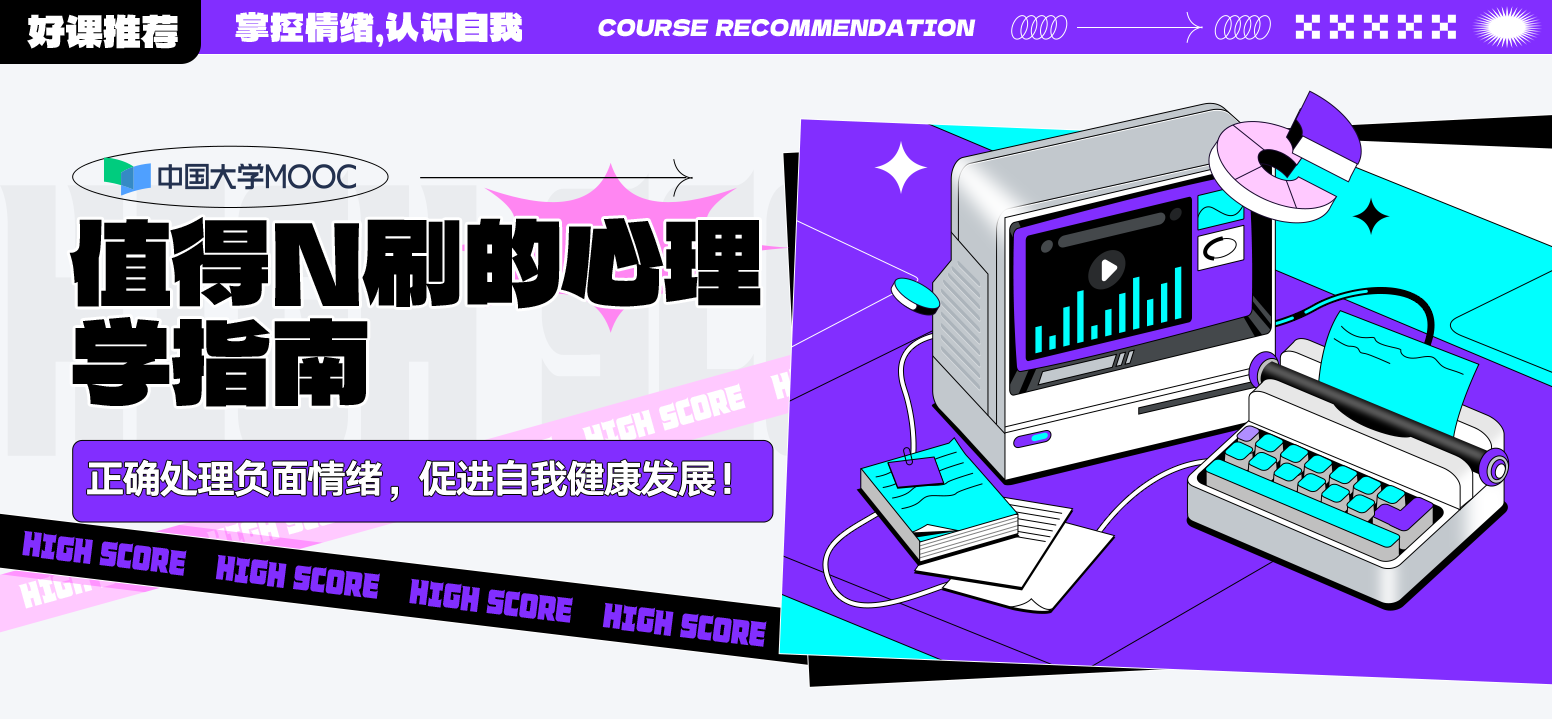 好课推荐
掌控情绪,认识自我
COURSE RECOMMENDATION
中国大学MOOC
值得N刷的心理
学指南
HIGH SCORE
正确处理负面情绪，促进自我健康发展！
HIGH SCORE HIGH SCORE HIGH SCORE HIGH SCORE